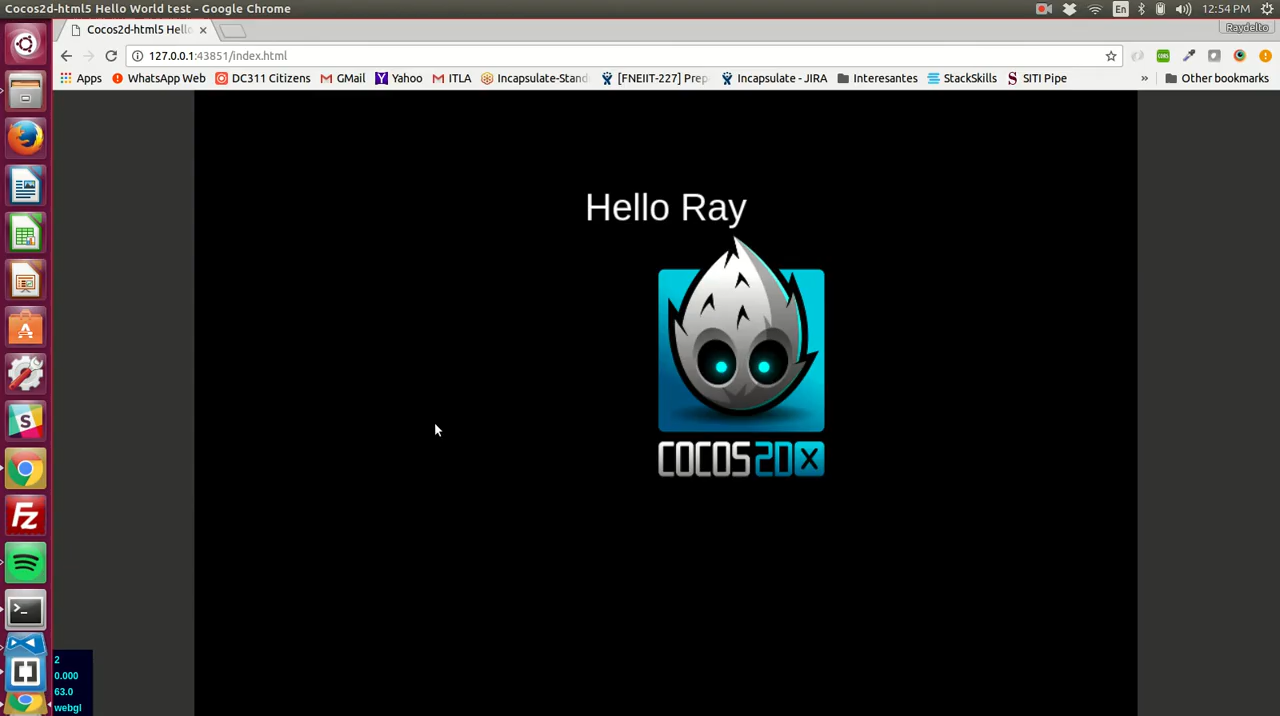 Cocos2d-html5 Hello World test - Google Chrome
En
12:54 PM
Cocos2d-html5 Hello
Raydelto
127.0.0.1:43851/index.html
Apps
WhatsApp Web
DC311 Citizens
GMail
Yahoo
ITLA
Incapsulate-Stand
[FNEIIT-227] Prep
Incapsulate - JIRA
Interesantes
StackSkills
SITI Pipe
»
Other bookmarks
Hello Ray
COCOS2DX
2
0.000
63.0
webgl